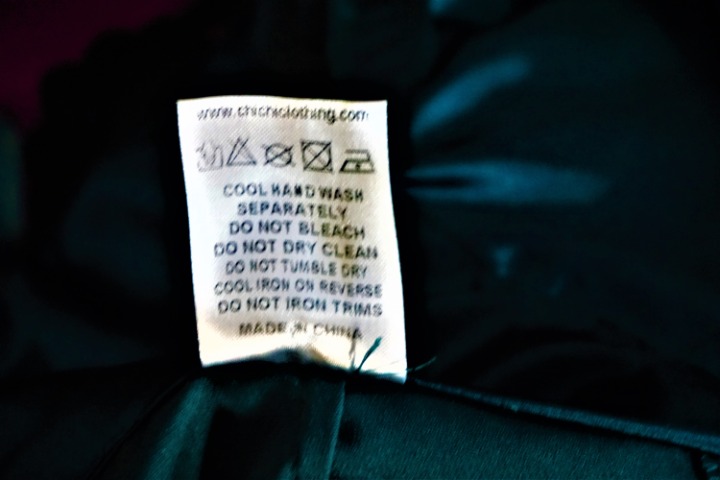 www.chichiclothing.com
COOL HAND WASH
SEPARATELY
DO NOT BLEACH
DO NOT DRY CLEAN
DO NOT TUMBLE DRY
COOL IRON ON REVERSE
DO NOT IRON TRIMS
MADE IN CHINA